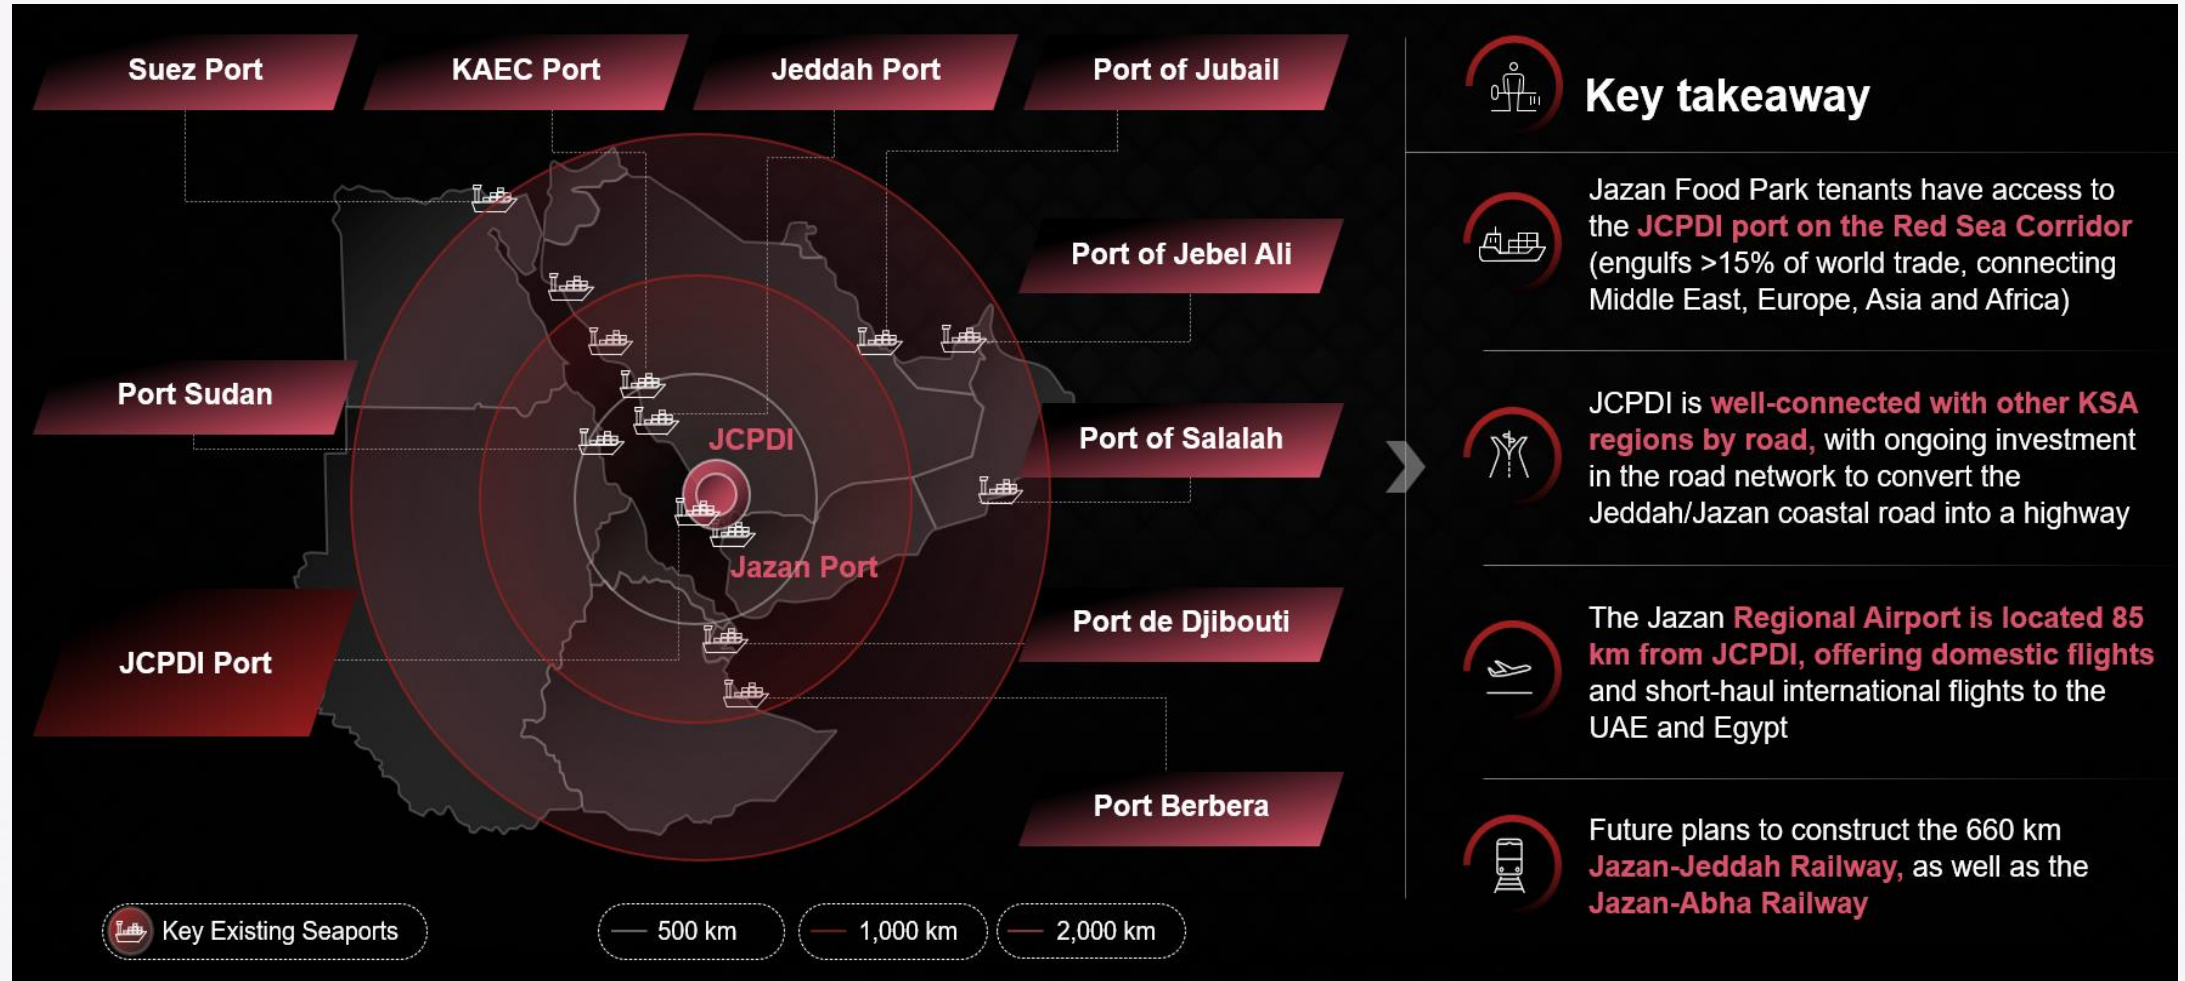 Suez Port
KAEC Port
Jeddah Port
Port of Jubail
Port of Jebel Ali
Port Sudan
Port of Salalah
JCPDI
Jazan Port
Port de Djibouti
JCPDI Port
Port Berbera
Key Existing Seaports
500 km
1,000 km
2,000 km
Key takeaway
Jazan Food Park tenants have access to
the JCPDI port on the Red Sea Corridor
(engulfs >15% of world trade, connecting
Middle East, Europe, Asia and Africa)
JCPDI is well-connected with other KSA
regions by road, with ongoing investment
in the road network to convert the
Jeddah/Jazan coastal road into a highway
The Jazan Regional Airport is located 85
km from JCPDI, offering domestic flights
and short-haul international flights to the
UAE and Egypt
Future plans to construct the 660 km
Jazan-Jeddah Railway, as well as the
Jazan-Abha Railway